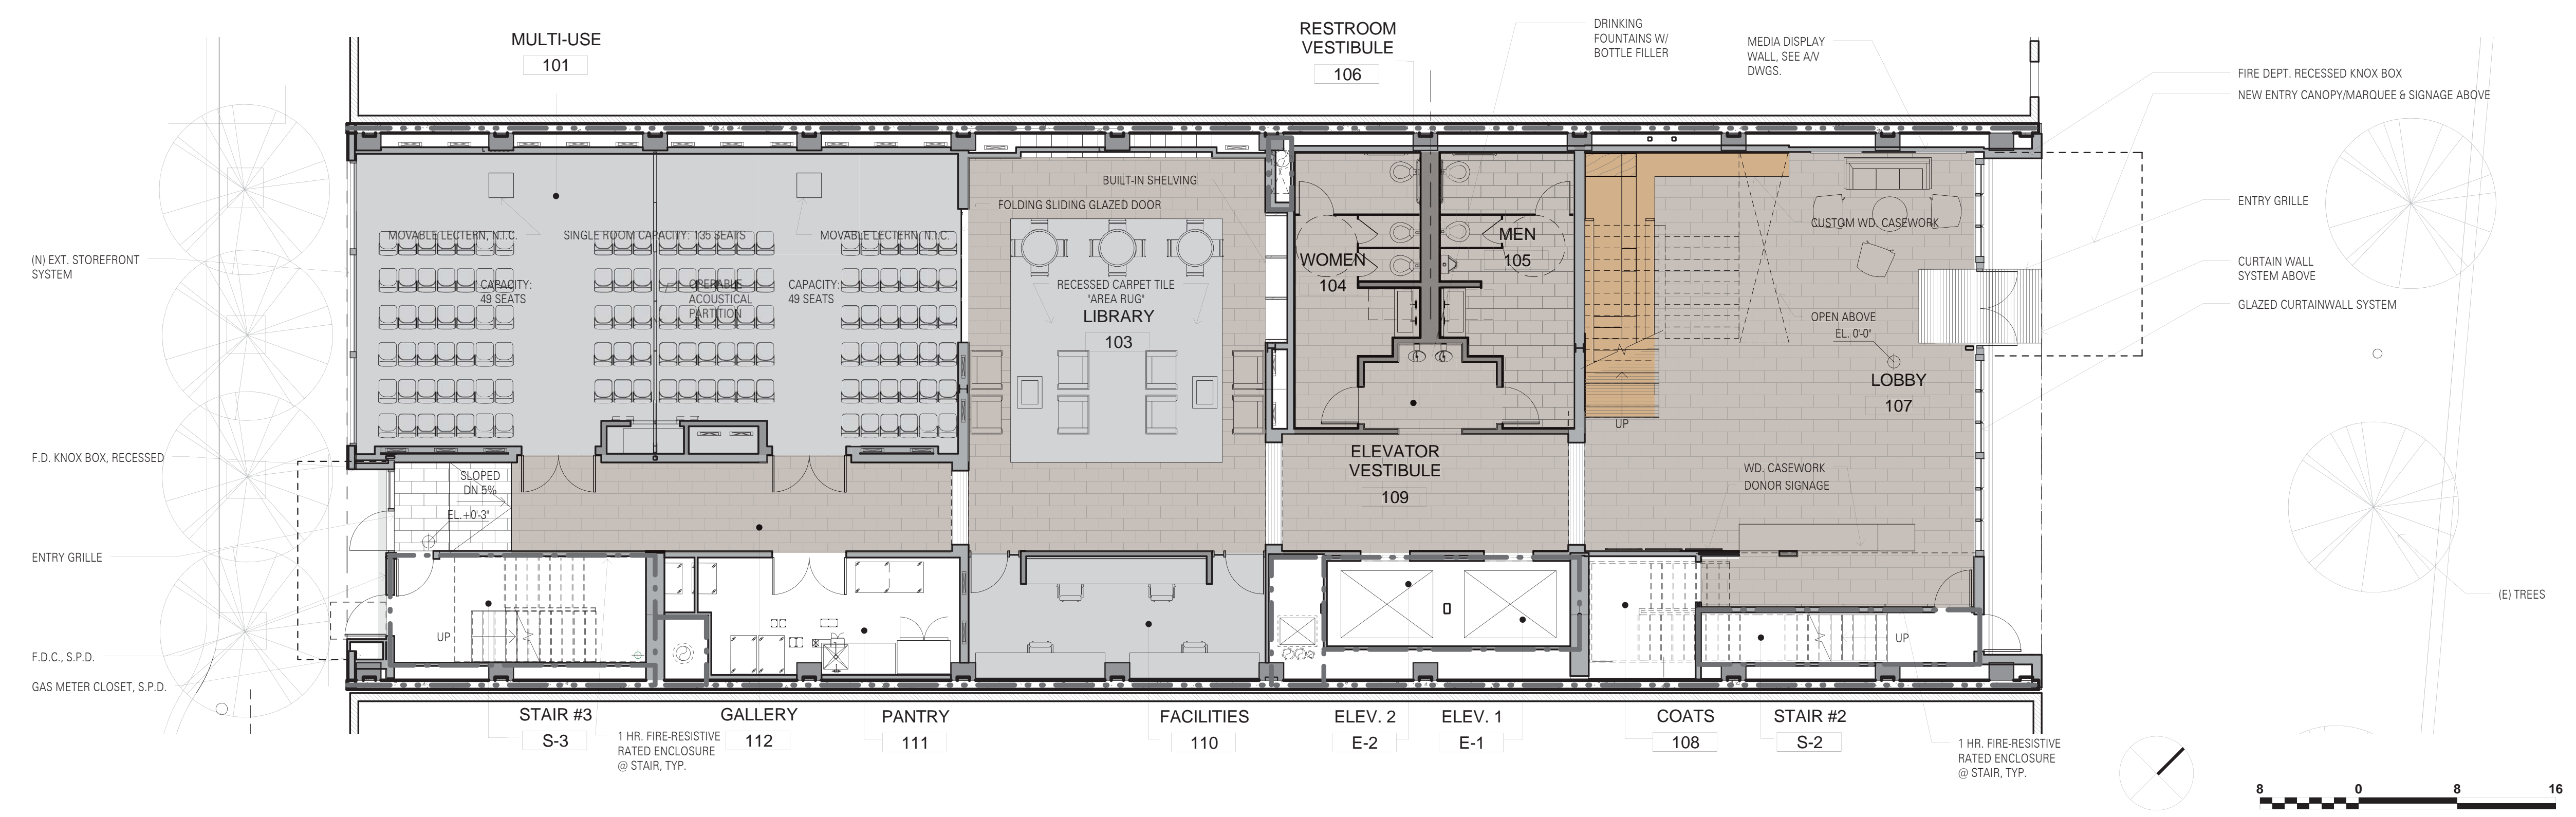 MULTI-USE
101
RESTROOM
VESTIBULE
106
DRINKING
FOUNTAINS W/
BOTTLE FILLER
MEDIA DISPLAY
WALL, SEE A/V
DWGS.
FIRE DEPT. RECESSED KNOX BOX
NEW ENTRY CANOPY/MARQUEE & SIGNAGE ABOVE
BUILT-IN SHELVING
FOLDING SLIDING GLAZED DOOR
ENTRY GRILLE
CUSTOM WD. CASEWORK
MOVABLE LECTERN, N.I.C.
SINGLE ROOM CAPACITY: 135 SEATS
MOVABLE LECTERN, N.I.C.
MEN
105
WOMEN
104
(N) EXT. STOREFRONT
SYSTEM
CURTAIN WALL
SYSTEM ABOVE
CAPACITY:
49 SEATS
OPERABLE
ACOUSTICAL
PARTITION
CAPACITY:
49 SEATS
RECESSED CARPET TILE
"AREA RUG"
LIBRARY
103
GLAZED CURTAINWALL SYSTEM
OPEN ABOVE
EL. 0'-0"
LOBBY
107
UP
F.D. KNOX BOX, RECESSED
SLOPED
DN 5%
EL.+0'-3"
ELEVATOR
VESTIBULE
109
WD. CASEWORK
DONOR SIGNAGE
ENTRY GRILLE
(E) TREES
UP
UP
F.D.C., S.P.D.
GAS METER CLOSET, S.P.D.
STAIR #3
S-3
1 HR. FIRE-RESISTIVE
RATED ENCLOSURE
@ STAIR, TYP.
GALLERY
112
PANTRY
111
FACILITIES
110
ELEV. 2
E-2
ELEV. 1
E-1
COATS
108
STAIR #2
S-2
1 HR. FIRE-RESISTIVE
RATED ENCLOSURE
@ STAIR, TYP.
8 0 8 16